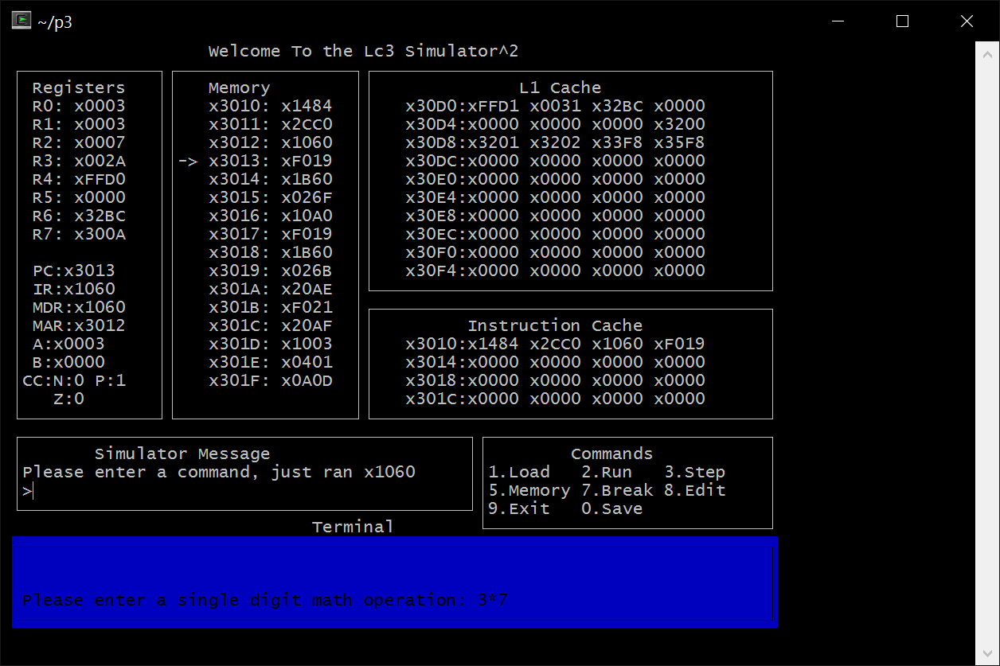 ~/p3
Welcome To the Lc3 Simulator^2
Registers
R0: x0003
R1: x0003
R2: x0007
R3: x002A
R4: xFFD0
R5: x0000
R6: x32BC
R7: x300A
PC:x3013
IR:x1060
MDR:x1060
MAR:x3012
A:x0003
B:x0000
CC:N:0 P:1
Z:0
Memory
x3010: x1484
x3011: x2CC0
x3012: x1060
-> x3013: xF019
x3014: x1B60
x3015: x026F
x3016: x10A0
x3017: xF019
x3018: x1B60
x3019: x026B
x301A: x20AE
x301B: xF021
x301C: x20AF
x301D: x1003
x301E: x0401
x301F: x0A0D
L1 Cache
x30D0:xFFD1 x0031 x32BC x0000
x30D4:x0000 x0000 x0000 x3200
x30D8:x3201 x3202 x33F8 x35F8
x30DC:x0000 x0000 x0000 x0000
x30E0:x0000 x0000 x0000 x0000
x30E4:x0000 x0000 x0000 x0000
x30E8:x0000 x0000 x0000 x0000
x30EC:x0000 x0000 x0000 x0000
x30F0:x0000 x0000 x0000 x0000
x30F4:x0000 x0000 x0000 x0000
Instruction Cache
x3010:x1484 x2CC0 x1060 xF019
x3014:x0000 x0000 x0000 x0000
x3018:x0000 x0000 x0000 x0000
x301C:x0000 x0000 x0000 x0000
Simulator Message
Please enter a command, just ran x1060
>
Commands
1.Load 2.Run 3.Step
5.Memory 7.Break 8.Edit
9.Exit 0.Save
Terminal
Please enter a single digit math operation: 3*7